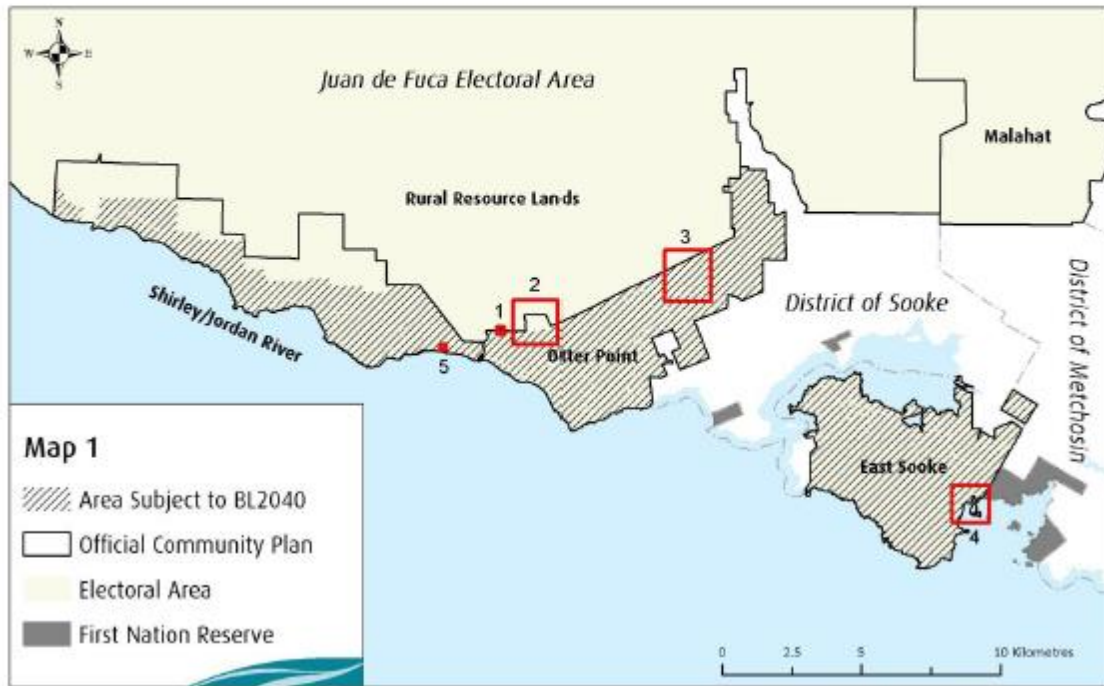 N
W E
S
Juan de Fuca Electoral Area
Malahat
Rural Resource Lands
3
2
1
5
Shirley/Jordan River
Otter Point
District of Sooke
District of Metchosin
East Sooke
4
Map 1
Area Subject to BL2040
Official Community Plan
Electoral Area
First Nation Reserve
0 2.5 5 10 Kilometres